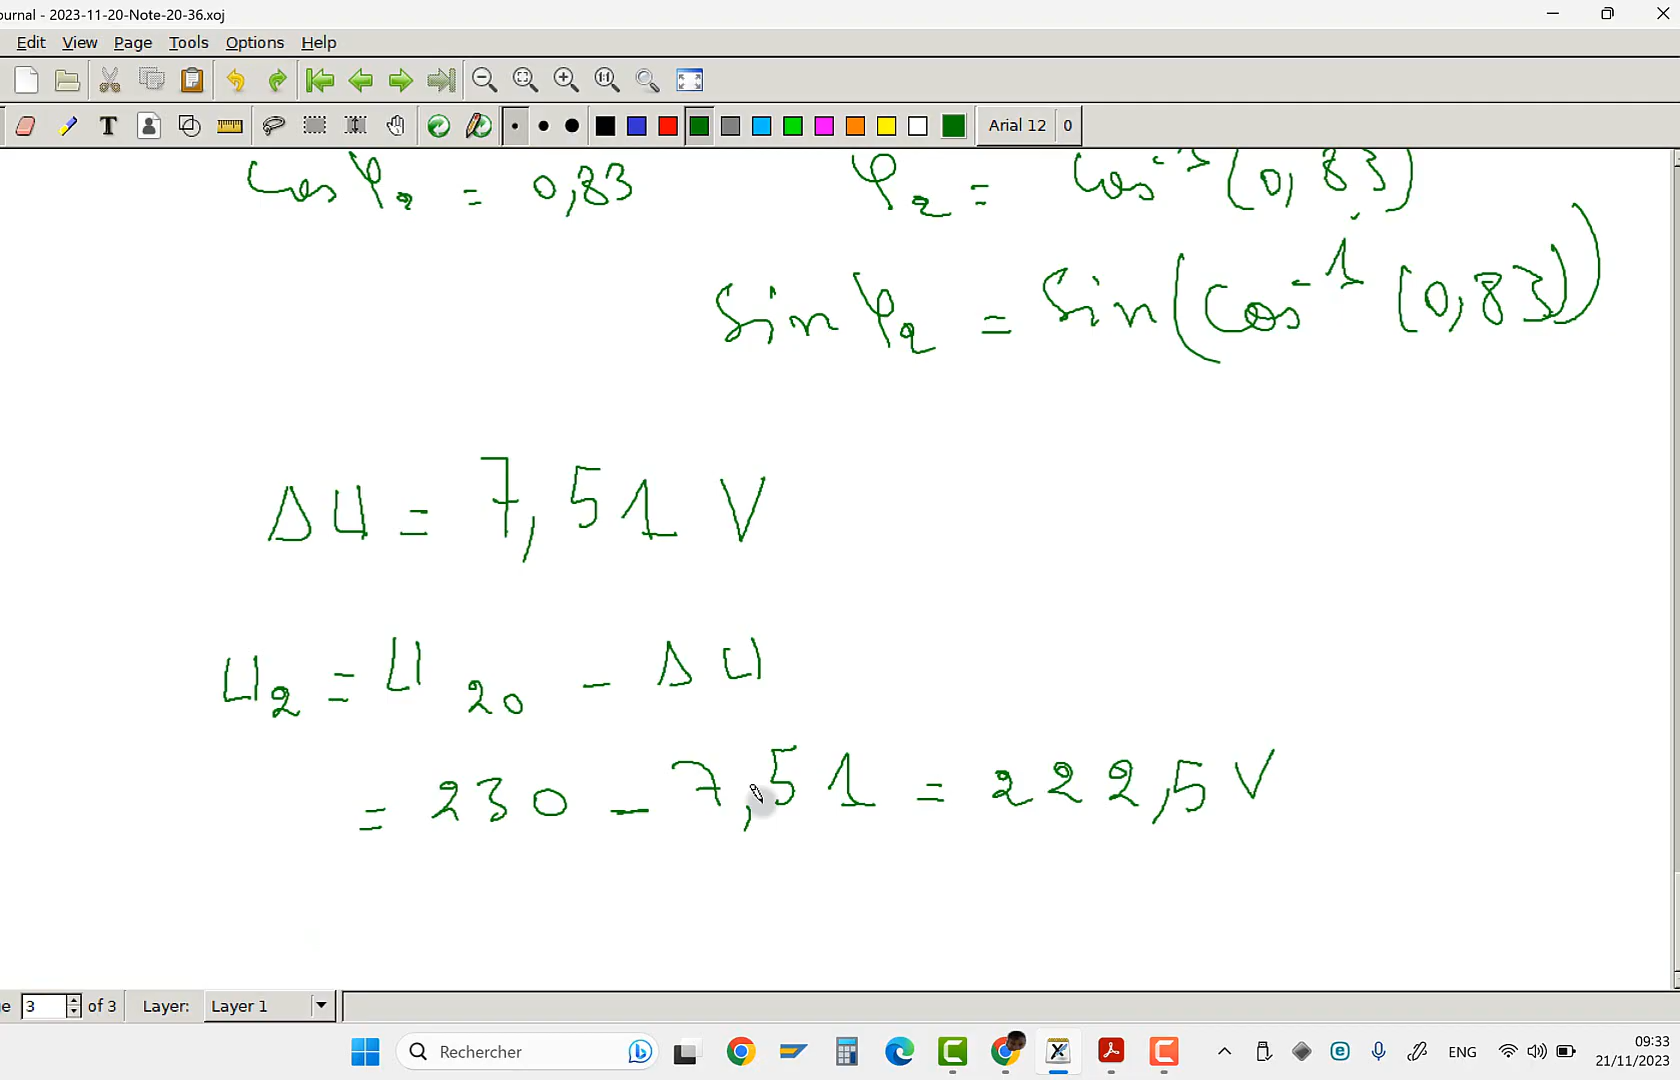 ournal - 2023-11-20-Note-20-36.xoj
Edit View Page Tools Options Help
Arial 12 0
Cos φ₂ = 0,83 φ₂ = Cos⁻¹ (0, 83)
Sin φ₂ = Sin(Cos⁻¹ (0,83))
ΔU = 7,51 V
U₂ = U₂₀ - ΔU
= 230 - 7,51 = 222,5 V
e 3 of 3 Layer: Layer 1
Rechercher
ENG
09:33
21/11/2023